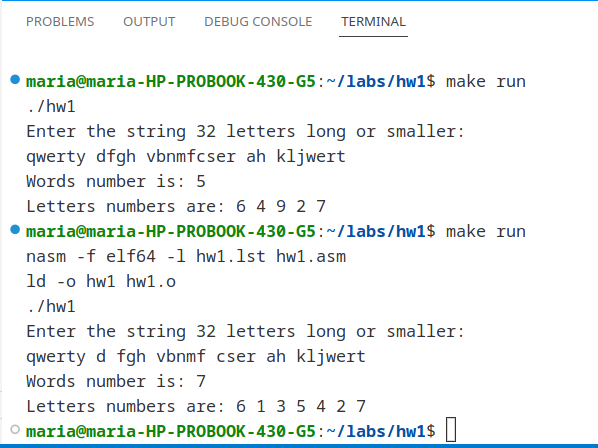 PROBLEMS OUTPUT DEBUG CONSOLE TERMINAL
maria@maria-HP-PROBOOK-430-G5:~/labs/hw1$ make run
./hw1
Enter the string 32 letters long or smaller:
qwerty dfgh vbnmfcser ah kljwert
Words number is: 5
Letters numbers are: 6 4 9 2 7
maria@maria-HP-PROBOOK-430-G5:~/labs/hw1$ make run
nasm -f elf64 -l hw1.lst hw1.asm
ld -o hw1 hw1.o
./hw1
Enter the string 32 letters long or smaller:
qwerty d fgh vbnmf cser ah kljwert
Words number is: 7
Letters numbers are: 6 1 3 5 4 2 7
maria@maria-HP-PROBOOK-430-G5:~/labs/hw1$